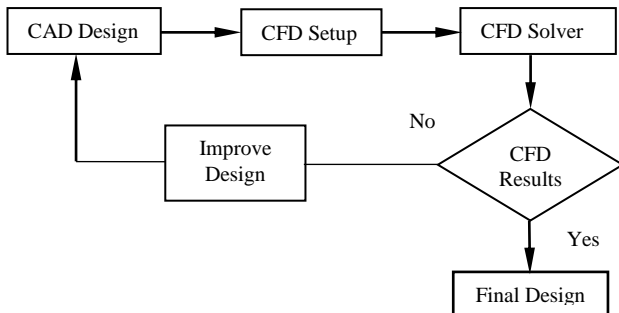 CAD Design
CFD Setup
CFD Solver
No
Improve
Design
CFD
Results
Yes
Final Design